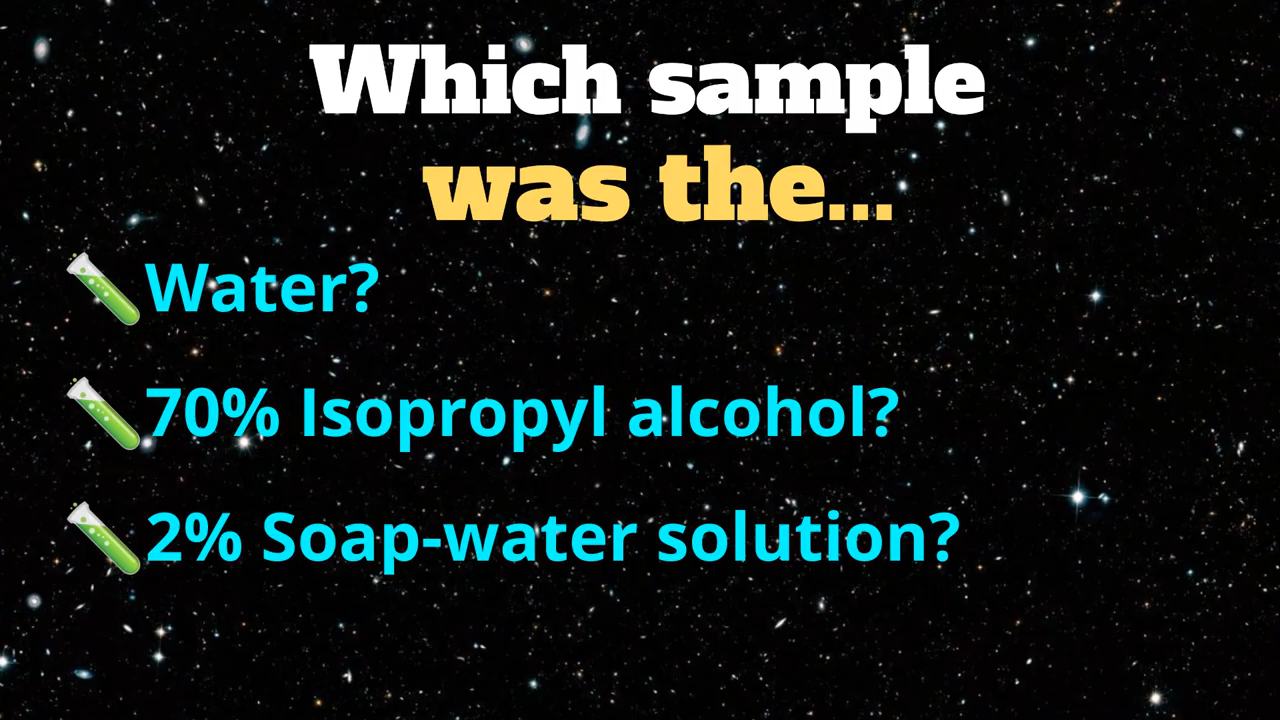 Which sample
was the...
Water?
70% Isopropyl alcohol?
2% Soap-water solution?